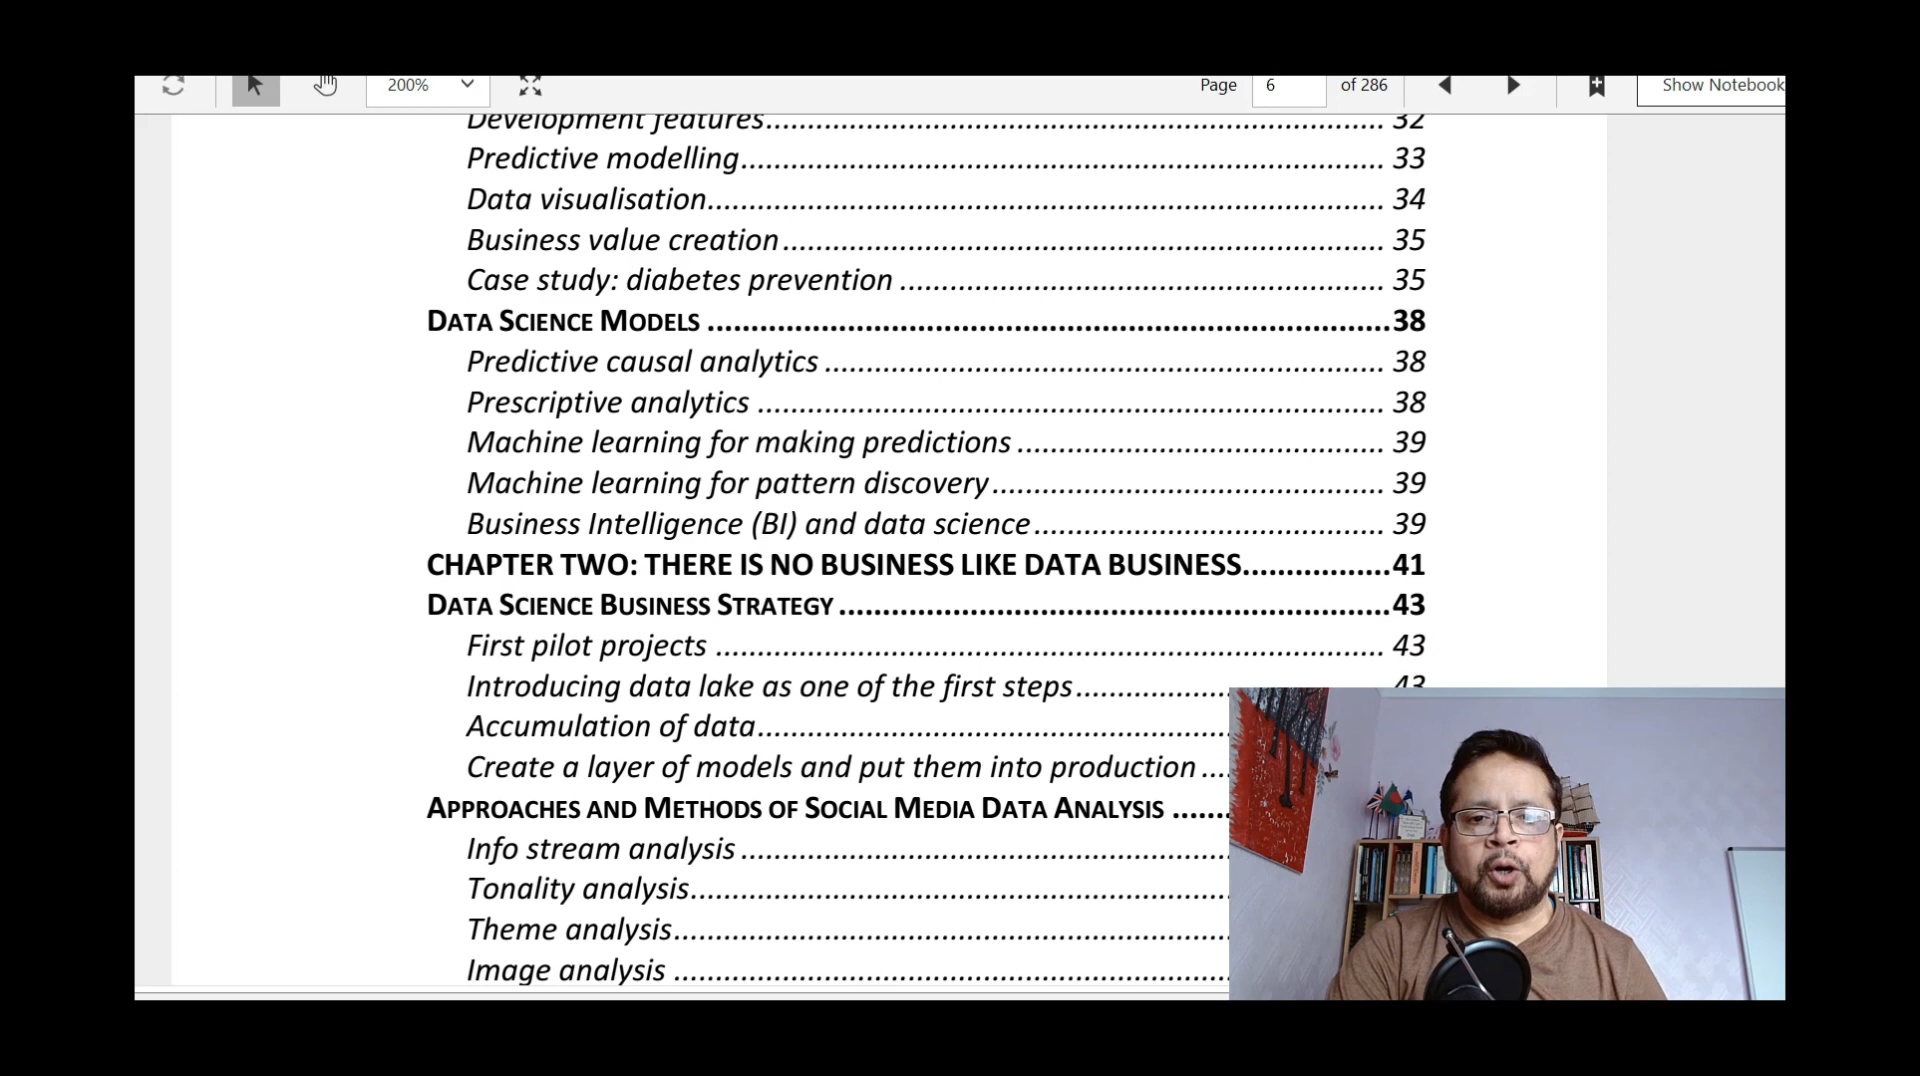 200%
Page 6 of 286
Show Notebook
Development features 32
Predictive modelling 33
Data visualisation 34
Business value creation 35
Case study: diabetes prevention 35
DATA SCIENCE MODELS 38
Predictive causal analytics 38
Prescriptive analytics 38
Machine learning for making predictions 39
Machine learning for pattern discovery 39
Business Intelligence (BI) and data science 39
CHAPTER TWO: THERE IS NO BUSINESS LIKE DATA BUSINESS 41
DATA SCIENCE BUSINESS STRATEGY 43
First pilot projects 43
Introducing data lake as one of the first steps 43
Accumulation of data
Create a layer of models and put them into production
APPROACHES AND METHODS OF SOCIAL MEDIA DATA ANALYSIS
Info stream analysis
Tonality analysis
Theme analysis
Image analysis